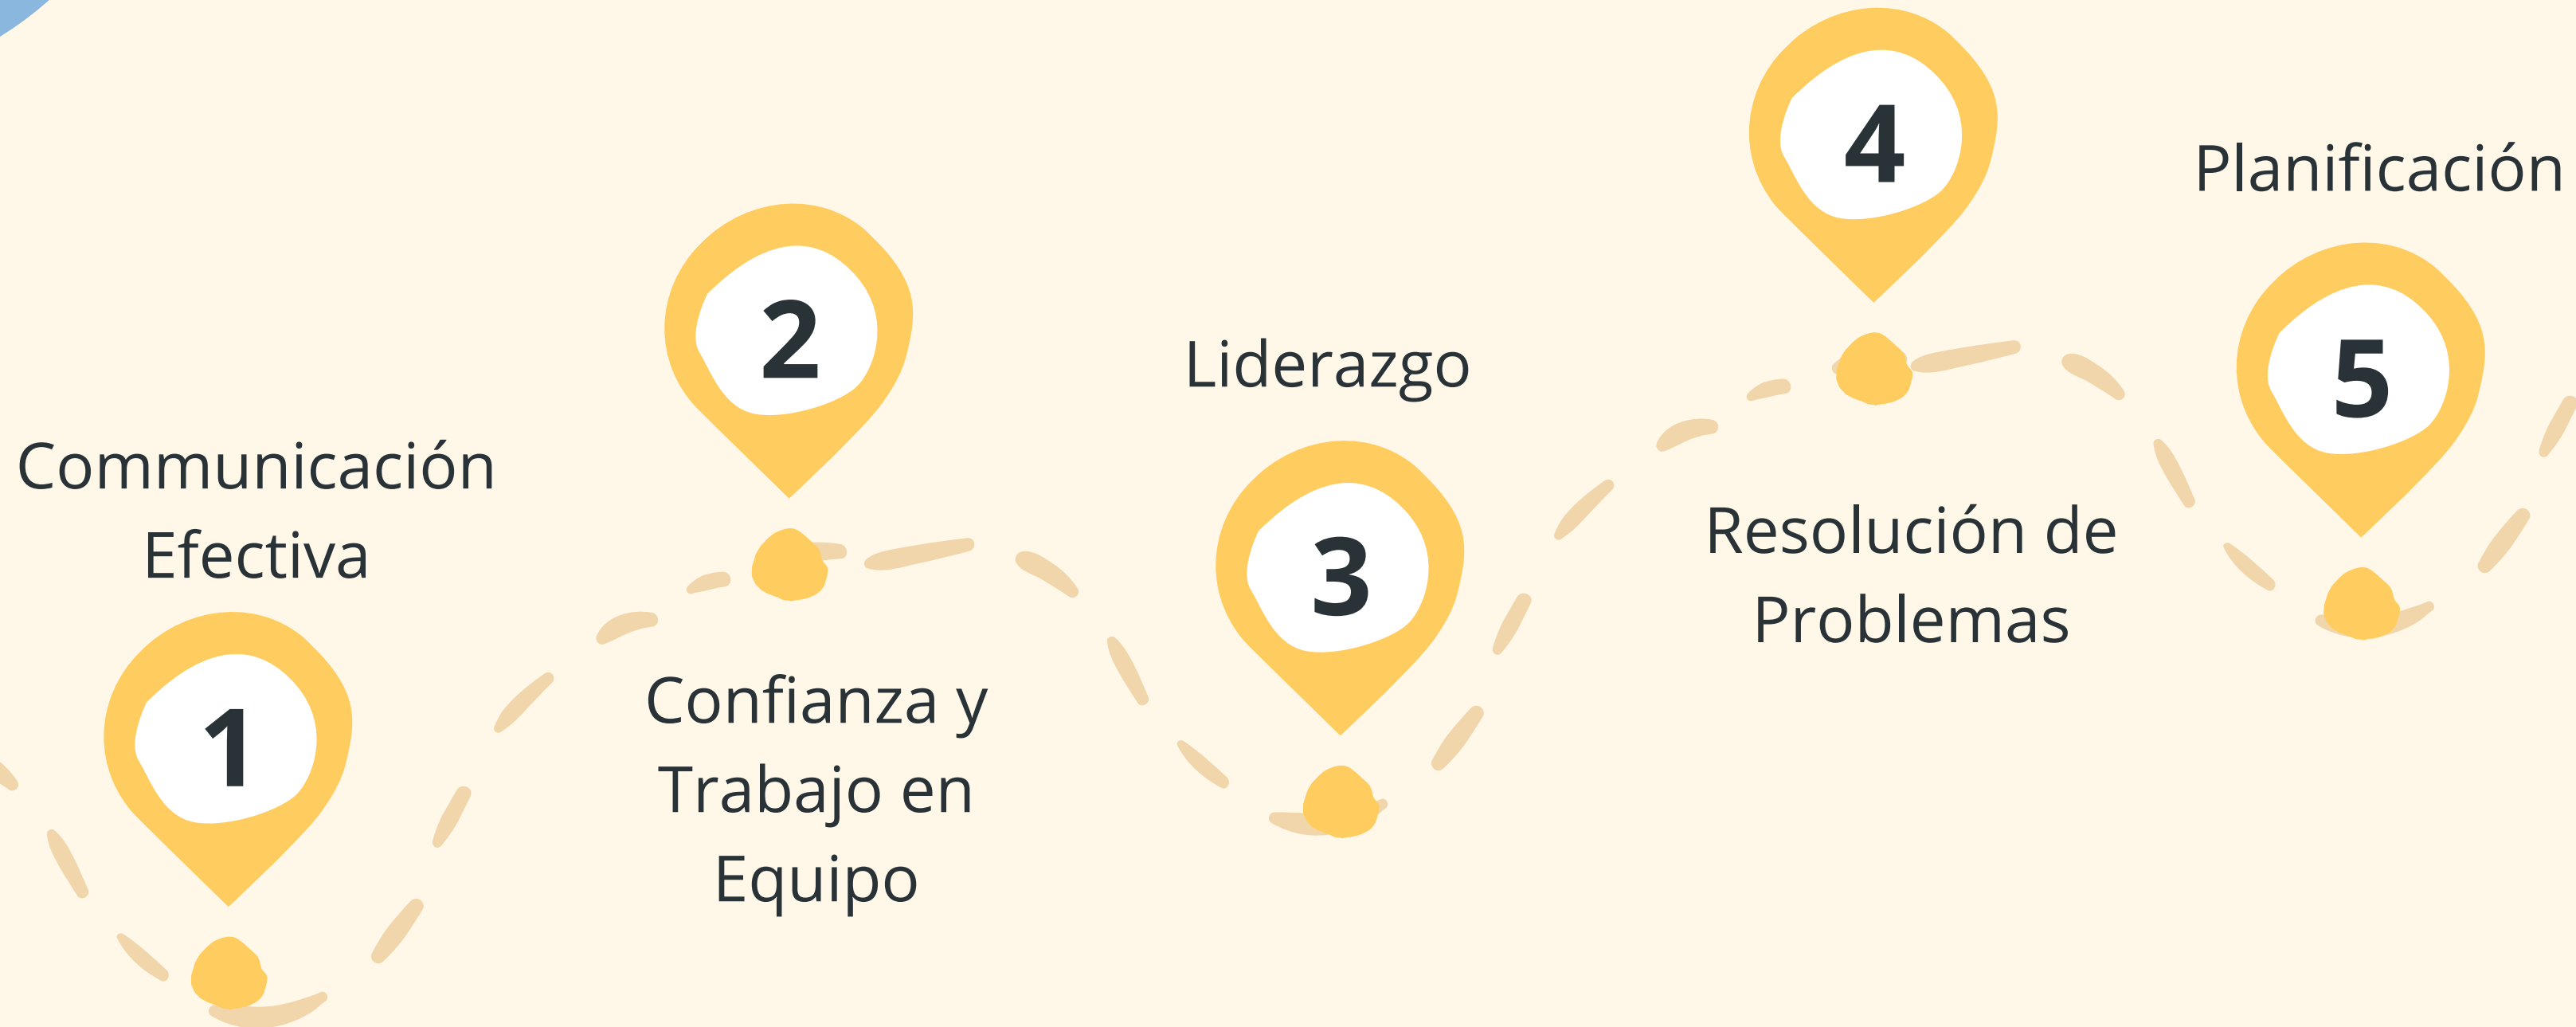 1
Communicación
Efectiva
2
Confianza y
Trabajo en
Equipo
3
Liderazgo
4
Resolución de
Problemas
5
Planificación